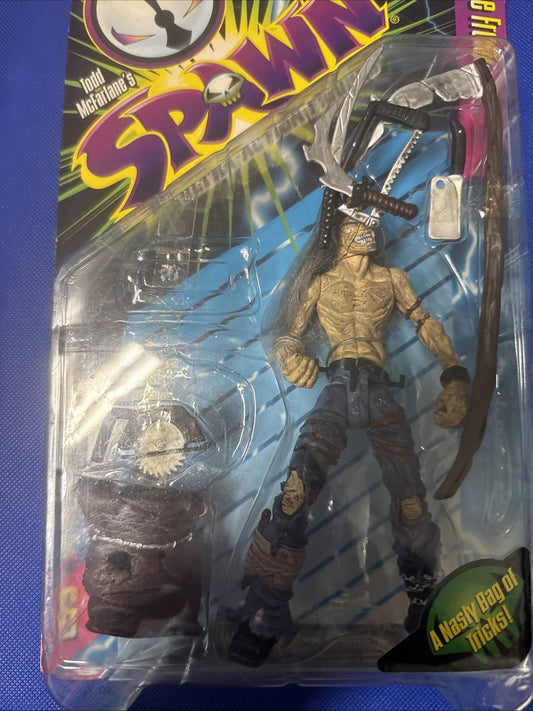 Todd
McFarlane's
SPAWN®
A Nasty Bag of
Tricks!